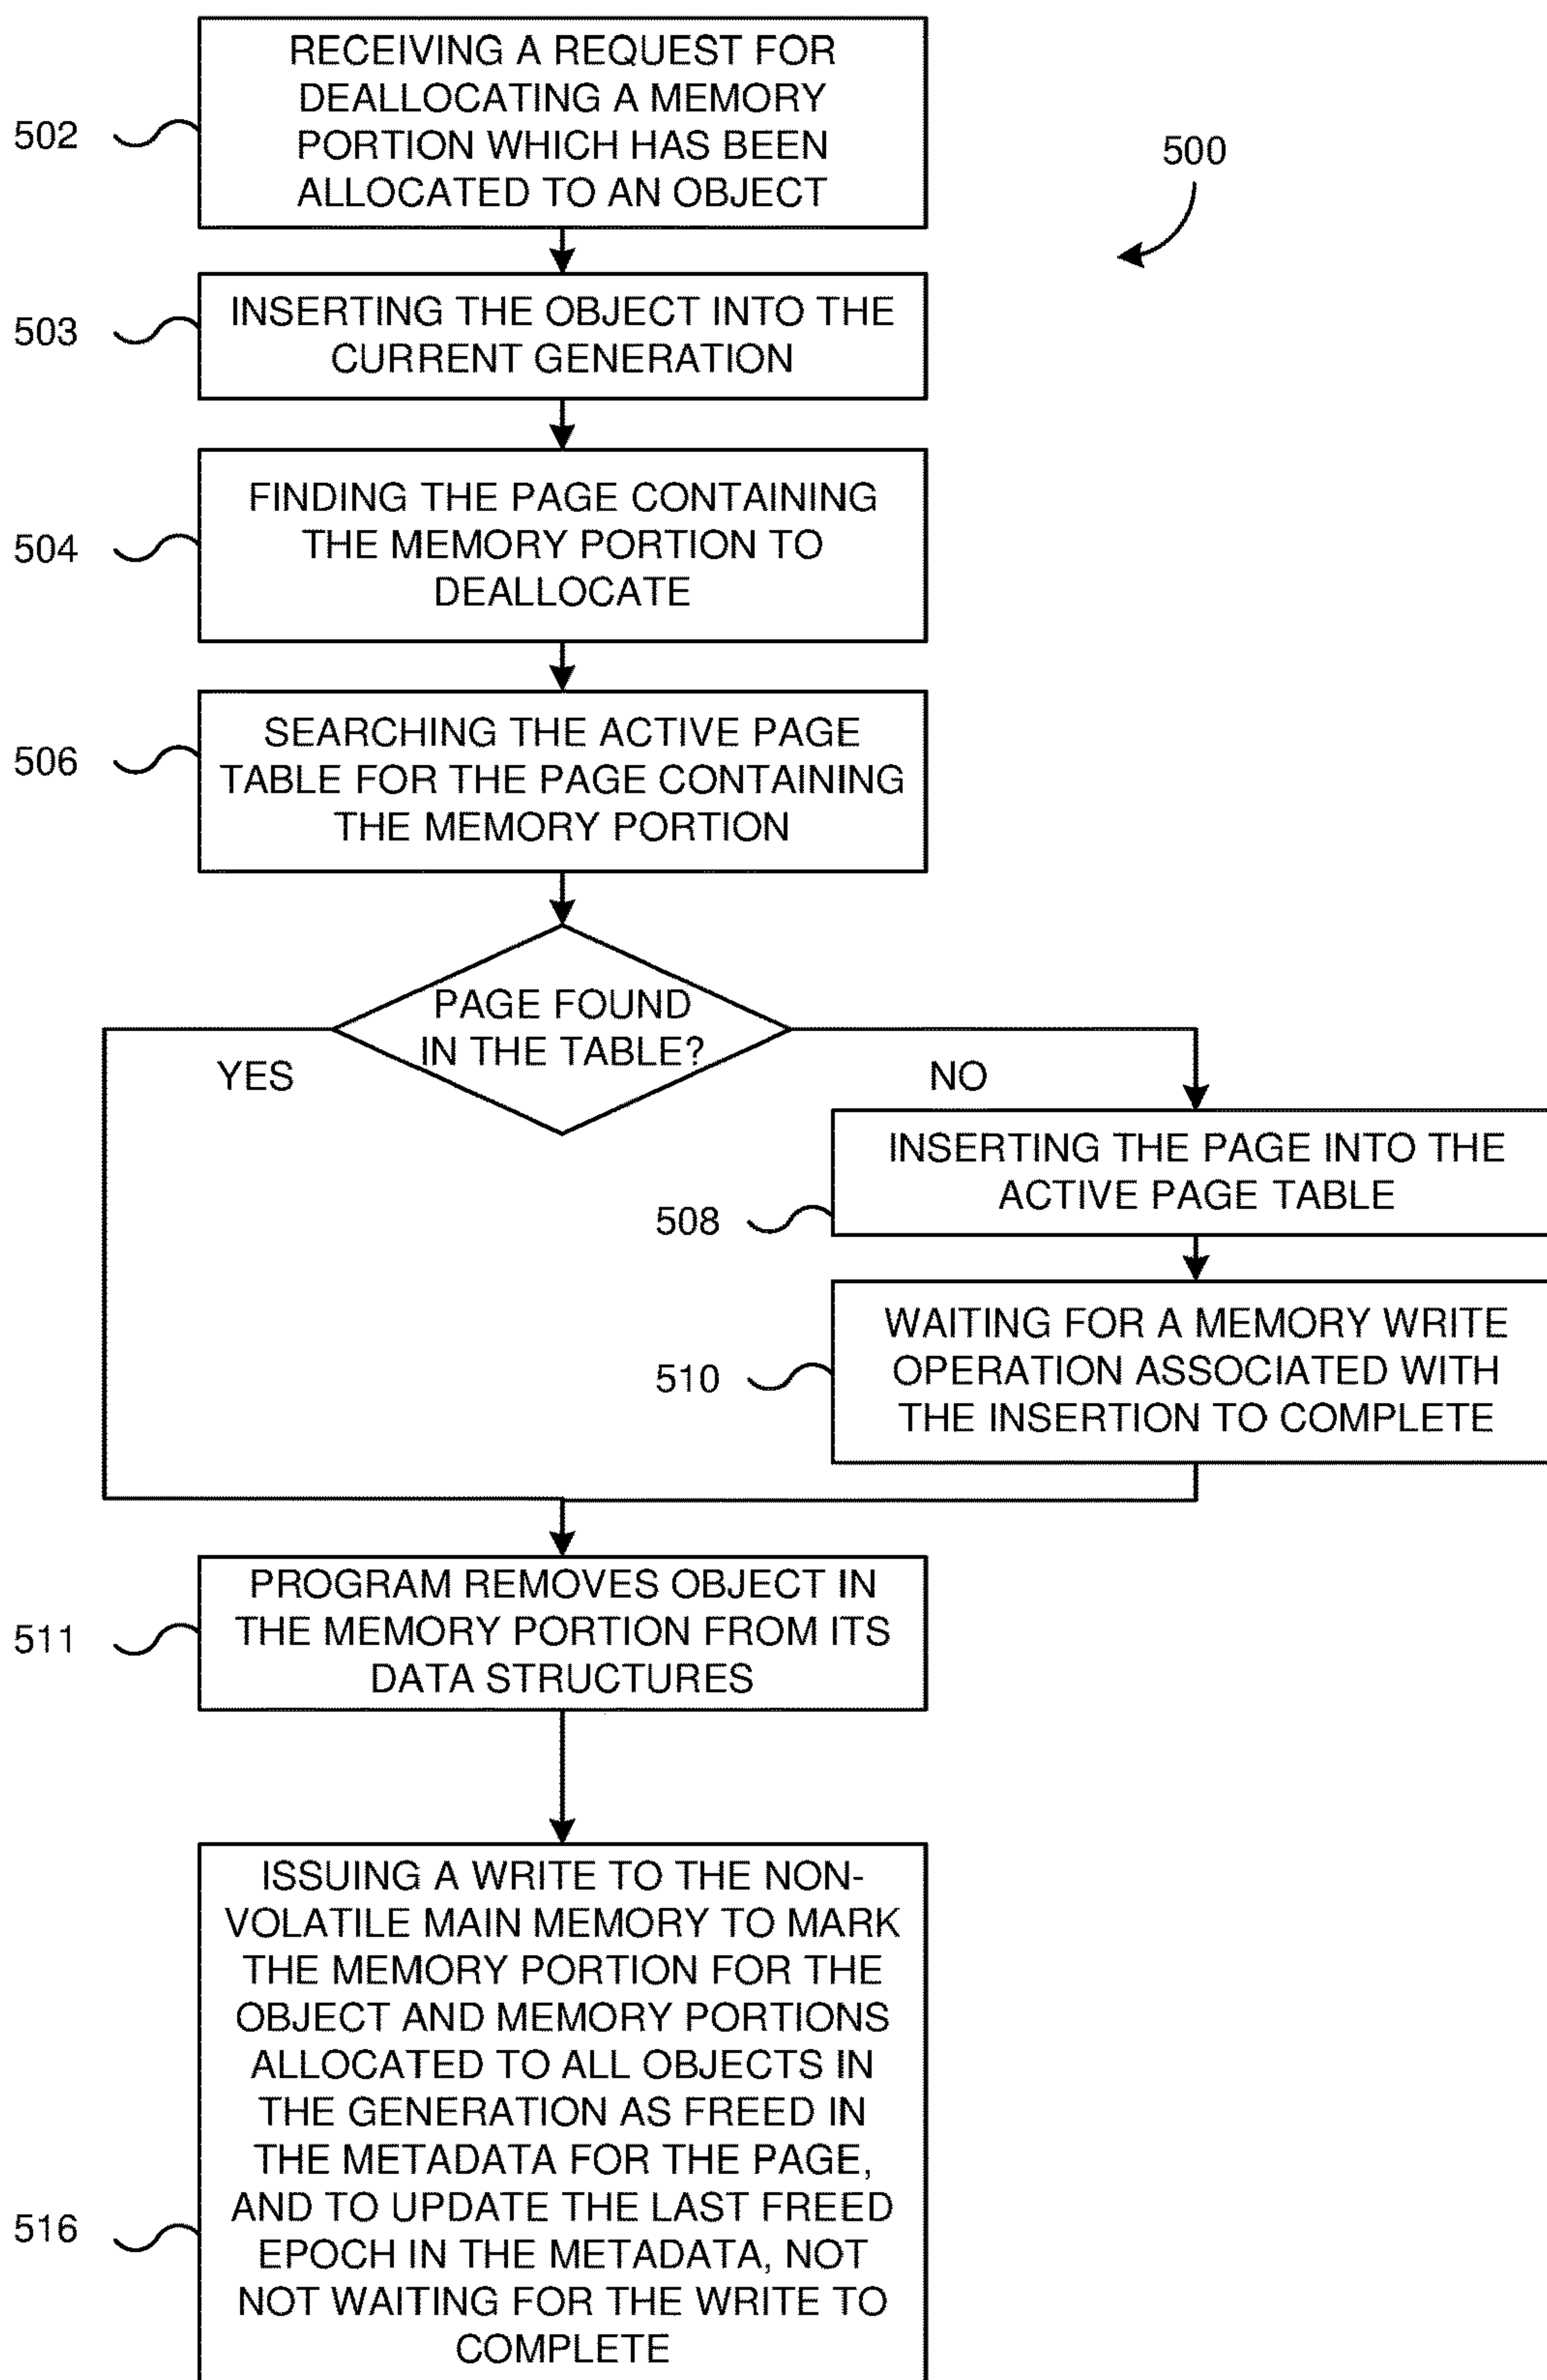 RECEIVING A REQUEST FOR
DEALLOCATING A MEMORY
PORTION WHICH HAS BEEN
ALLOCATED TO AN OBJECT
502
500
INSERTING THE OBJECT INTO THE
CURRENT GENERATION
503
FINDING THE PAGE CONTAINING
THE MEMORY PORTION TO
DEALLOCATE
504
SEARCHING THE ACTIVE PAGE
TABLE FOR THE PAGE CONTAINING
THE MEMORY PORTION
506
PAGE FOUND
IN THE TABLE?
YES
NO
INSERTING THE PAGE INTO THE
ACTIVE PAGE TABLE
508
WAITING FOR A MEMORY WRITE
OPERATION ASSOCIATED WITH
THE INSERTION TO COMPLETE
510
PROGRAM REMOVES OBJECT IN
THE MEMORY PORTION FROM ITS
DATA STRUCTURES
511
ISSUING A WRITE TO THE NON-
VOLATILE MAIN MEMORY TO MARK
THE MEMORY PORTION FOR THE
OBJECT AND MEMORY PORTIONS
ALLOCATED TO ALL OBJECTS IN
THE GENERATION AS FREED IN
THE METADATA FOR THE PAGE,
AND TO UPDATE THE LAST FREED
EPOCH IN THE METADATA, NOT
NOT WAITING FOR THE WRITE TO
COMPLETE
516